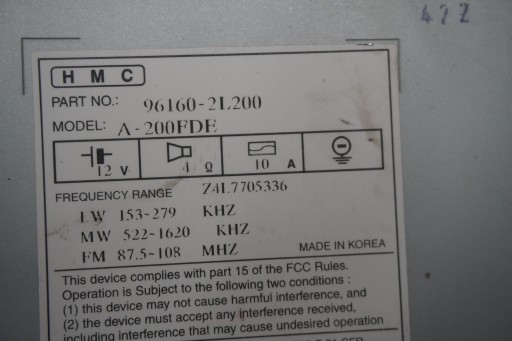 422
HMC
PART NO.: 96160-2L200
MODEL: A-200FDE
12 V 4 Ω 10 A
FREQUENCY RANGE Z4L7705336
LW 153~279 KHZ
MW 522~1620 KHZ
FM 87.5~108 MHZ MADE IN KOREA
This device complies with part 15 of the FCC Rules.
Operation is Subject to the following two conditions :
(1) this device may not cause harmful interference, and
(2) the device must accept any interference received,
including interference that may cause undesired operation